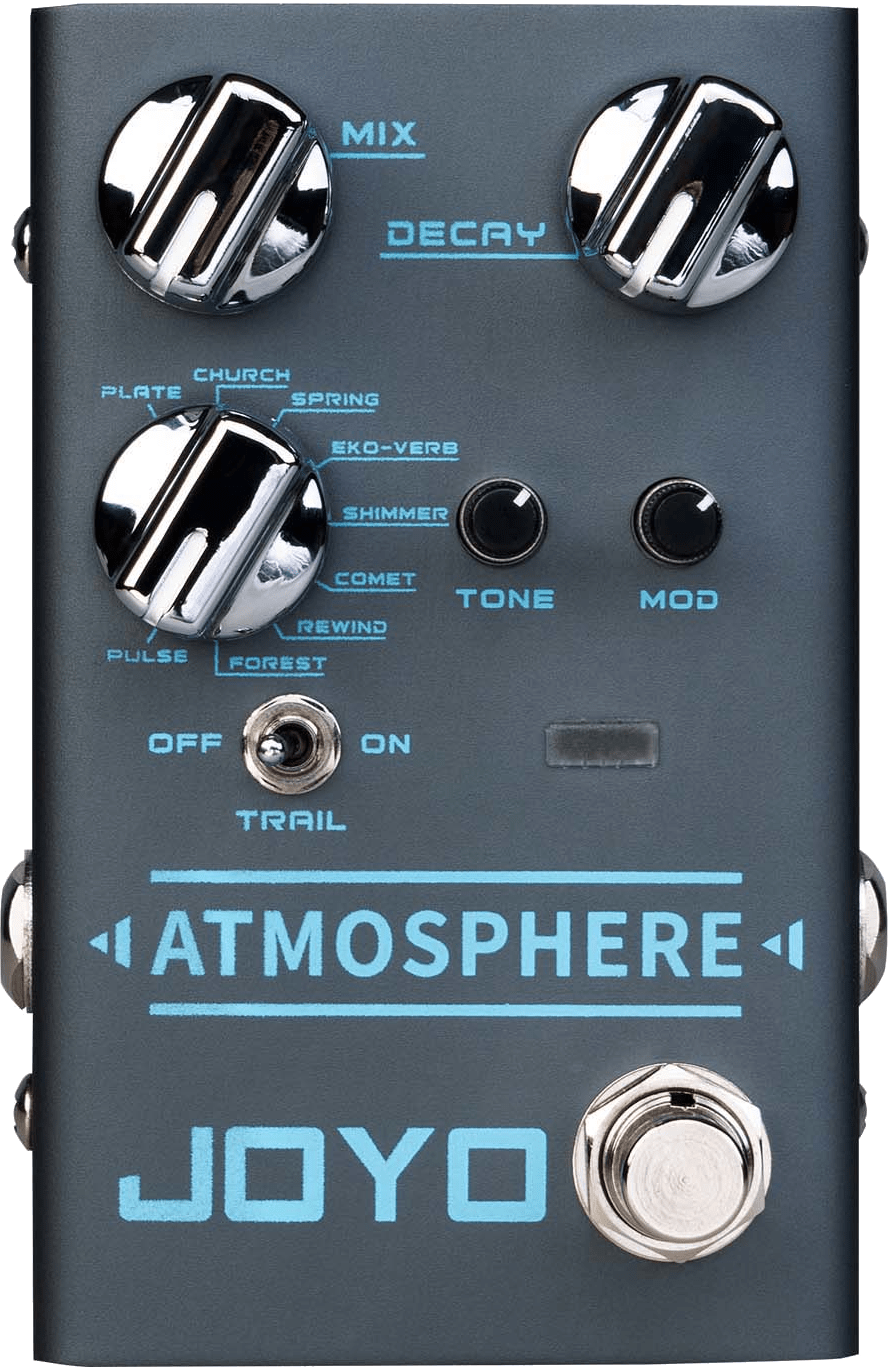 MIX
DECAY
CHURCH
PLATE
SPRING
EKO-VERB
SHIMMER
COMET
TONE
MOD
REWIND
PULSE
FOREST
OFF
ON
TRAIL
ATMOSPHERE
JOYO